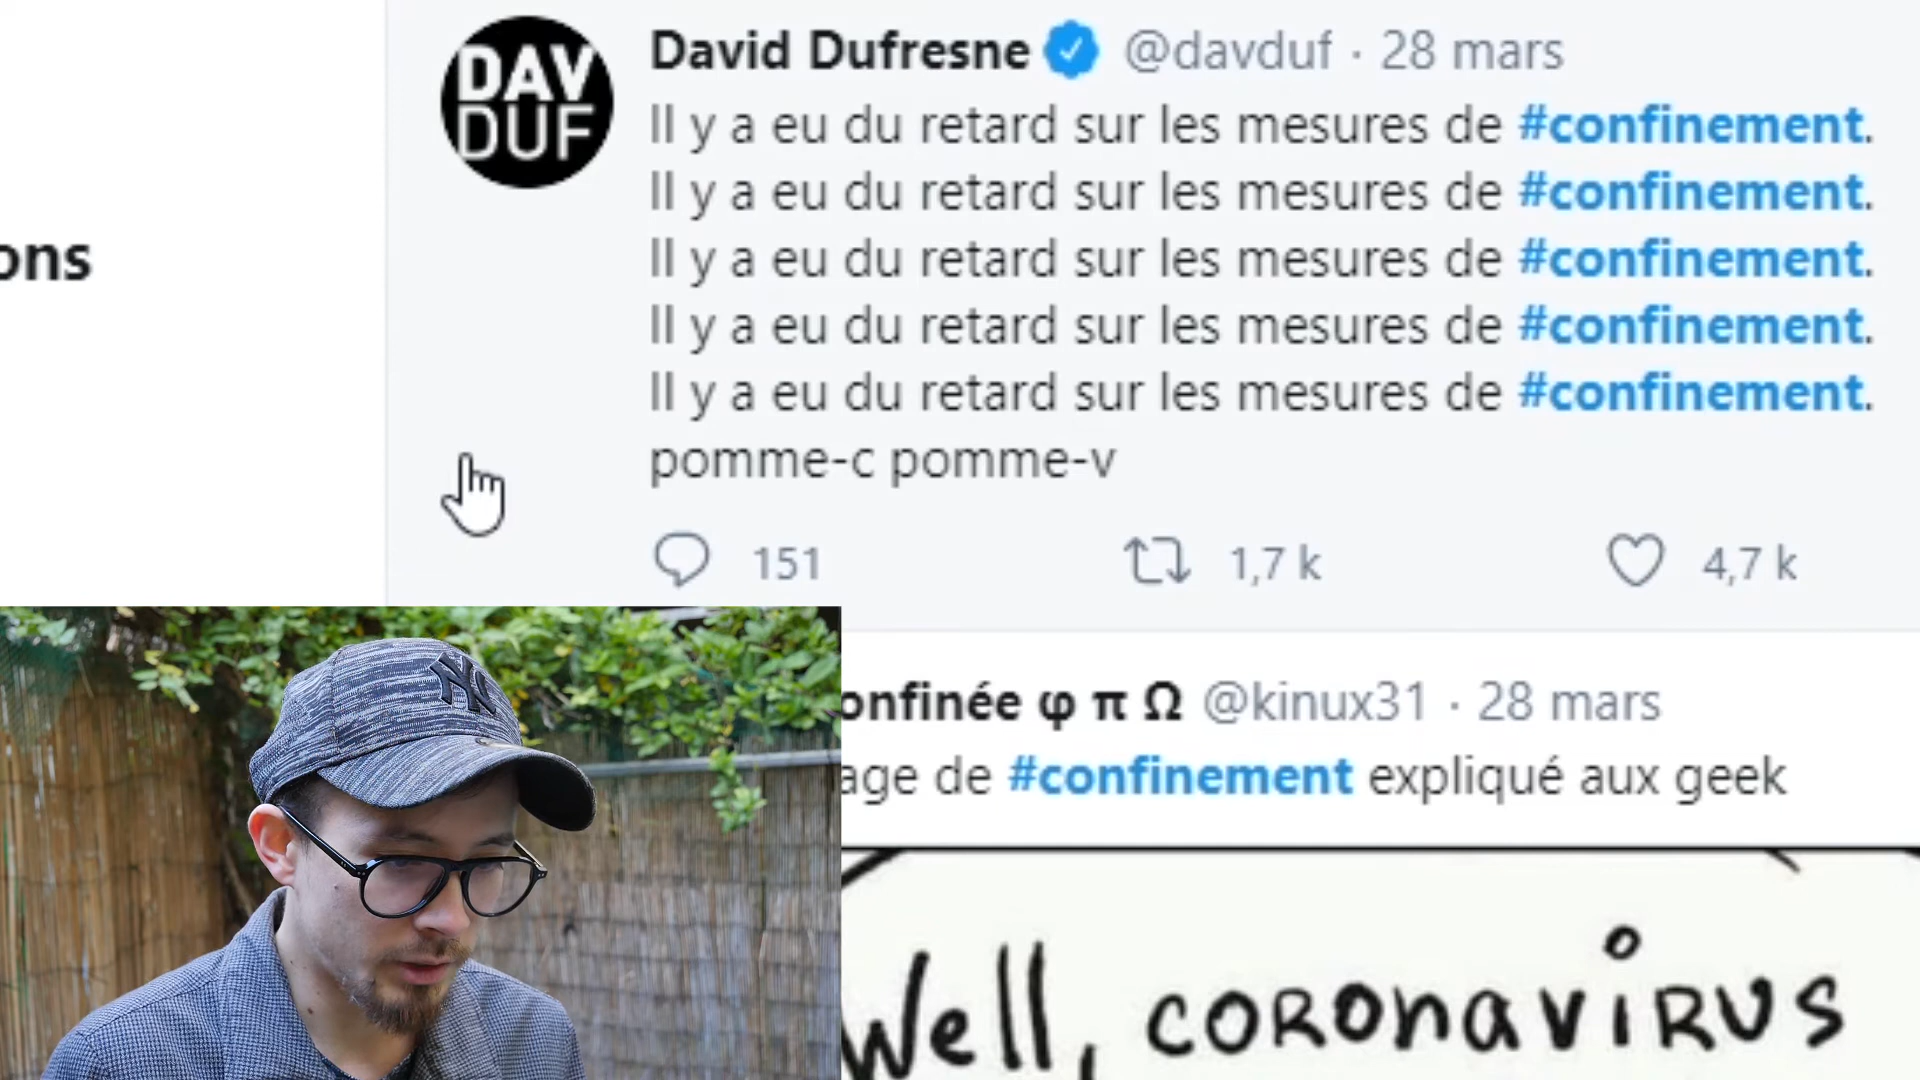 DAV
DUF
David Dufresne @davduf · 28 mars
Il y a eu du retard sur les mesures de #confinement.
Il y a eu du retard sur les mesures de #confinement.
Il y a eu du retard sur les mesures de #confinement.
Il y a eu du retard sur les mesures de #confinement.
Il y a eu du retard sur les mesures de #confinement.
pomme-c pomme-v
151 1,7 k 4,7 k
ons
NY
onfinée φ π Ω @kinux31 · 28 mars
age de #confinement expliqué aux geek
Well, coronavirus